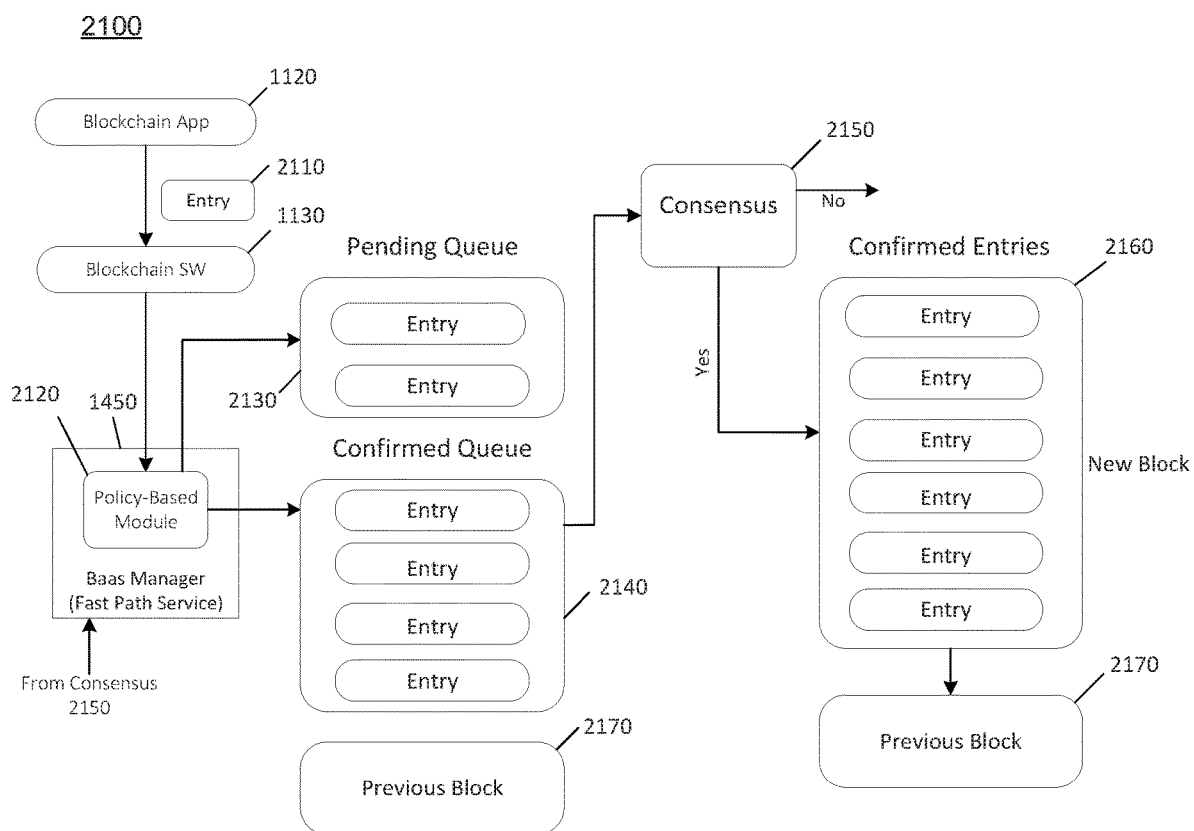 2100
1120
Blockchain App
2110
Entry
1130
Blockchain SW
Pending Queue
Entry
Entry
2130
2120
1450
Policy-Based
Module
Baas Manager
(Fast Path Service)
From Consensus
2150
Confirmed Queue
Entry
Entry
Entry
Entry
2140
2170
Previous Block
2150
Consensus
No
Yes
Confirmed Entries
2160
Entry
Entry
Entry
Entry
Entry
Entry
New Block
2170
Previous Block